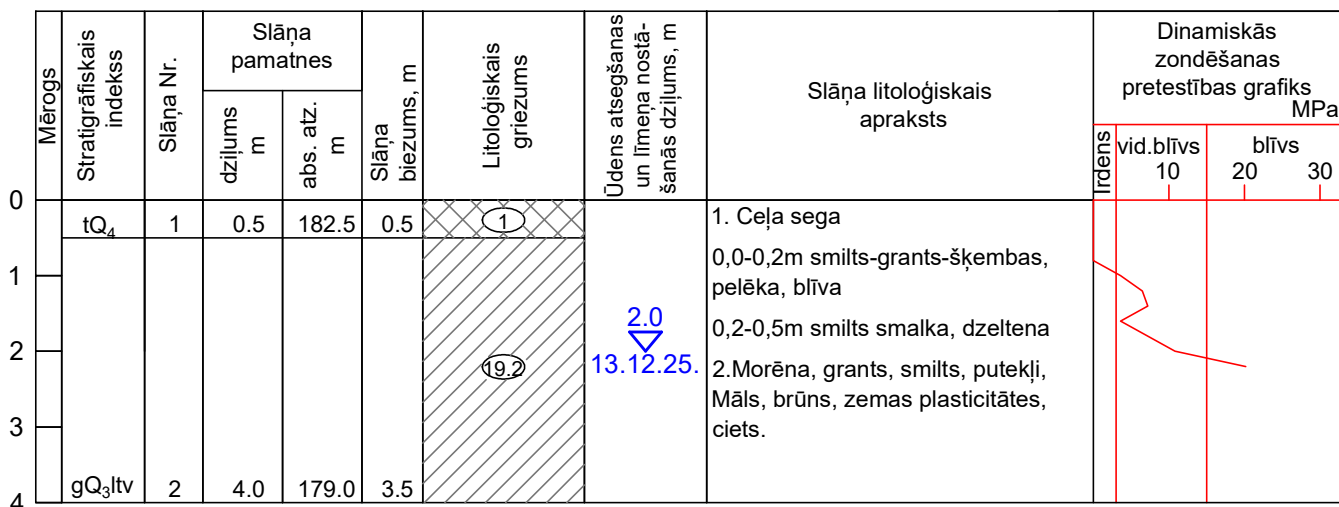 Mērogs
Stratigrāfiskais
indekss
Slāņa Nr.
Slāņa
pamatnes
dziļums
m
abs. atz.
m
Slāņa
biezums, m
Litoloģiskais
griezums
Ūdens atsegšanas
un līmeņa nostā-
šanās dziļums, m
Slāņa litoloģiskais
apraksts
Dinamiskās
zondēšanas
pretestības grafiks
MPa
Irdens
vid.blīvs
blīvs
10
20
30
0
1
2
3
4
tQ₄
1
0.5
182.5
0.5
1
gQ₃ltv
2
4.0
179.0
3.5
19.2
2.0
13.12.25.
1. Ceļa sega
0,0-0,2m smilts-grants-šķembas,
pelēka, blīva
0,2-0,5m smilts smalka, dzeltena
2.Morēna, grants, smilts, putekļi,
Māls, brūns, zemas plasticitātes,
ciets.